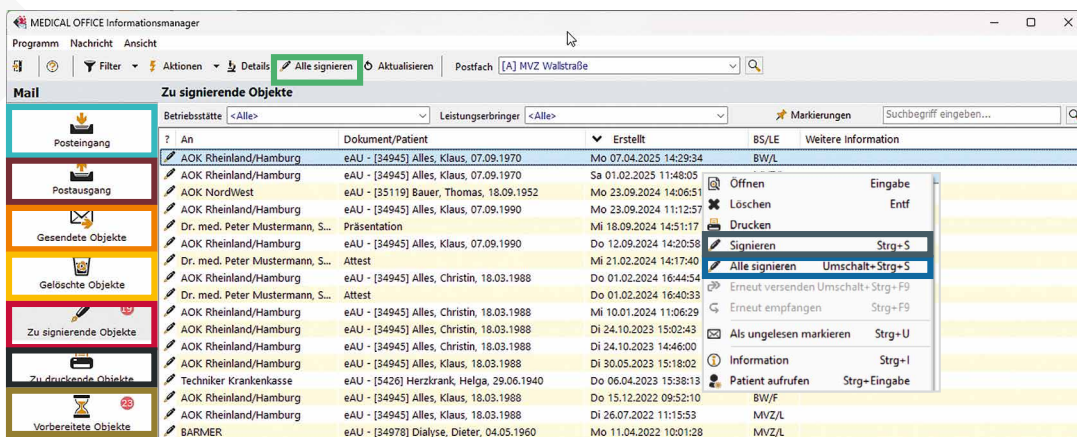 MEDICAL OFFICE Informationsmanager
Programm Nachricht Ansicht
Filter Aktionen Details Alle signieren Aktualisieren Postfach [A] MVZ Wallstraße
Mail
Zu signierende Objekte
Betriebsstätte <Alle> Leistungserbringer <Alle> Markierungen Suchbegriff eingeben...
Posteingang
Postausgang
Gesendete Objekte
Gelöschte Objekte
19
Zu signierende Objekte
Zu druckende Objekte
23
Vorbereitete Objekte
? An Dokument/Patient Erstellt BS/LE Weitere Information
AOK Rheinland/Hamburg eAU - [34945] Alles, Klaus, 07.09.1970 Mo 07.04.2025 14:29:34 BW/L
AOK Rheinland/Hamburg eAU - [34945] Alles, Klaus, 07.09.1970 Sa 01.02.2025 11:48:05
AOK NordWest eAU - [35119] Bauer, Thomas, 18.09.1952 Mo 23.09.2024 14:06:51
AOK Rheinland/Hamburg eAU - [34945] Alles, Klaus, 07.09.1990 Mo 23.09.2024 11:12:57
Dr. med. Peter Mustermann, S... Präsentation Mi 18.09.2024 14:51:17
AOK Rheinland/Hamburg eAU - [34945] Alles, Klaus, 07.09.1990 Do 12.09.2024 14:20:58
Dr. med. Peter Mustermann, S... Attest Mi 21.02.2024 14:17:40
AOK Rheinland/Hamburg eAU - [34945] Alles, Christin, 18.03.1988 Do 01.02.2024 16:44:54
Dr. med. Peter Mustermann, S... Attest Do 01.02.2024 16:40:33
AOK Rheinland/Hamburg eAU - [34945] Alles, Christin, 18.03.1988 Mi 10.01.2024 11:06:29
AOK Rheinland/Hamburg eAU - [34945] Alles, Christin, 18.03.1988 Di 24.10.2023 15:02:43
AOK Rheinland/Hamburg eAU - [34945] Alles, Christin, 18.03.1988 Di 24.10.2023 14:46:00
AOK Rheinland/Hamburg eAU - [34945] Alles, Klaus, 18.03.1988 Di 30.05.2023 15:18:02
Techniker Krankenkasse eAU - [5426] Herzkrank, Helga, 29.06.1940 Do 06.04.2023 15:38:13
AOK Rheinland/Hamburg eAU - [34945] Alles, Klaus, 18.03.1988 Do 15.12.2022 09:52:10 BW/F
AOK Rheinland/Hamburg eAU - [34945] Alles, Klaus, 18.03.1988 Di 26.07.2022 11:15:53 MVZ/L
BARMER eAU - [34978] Dialyse, Dieter, 04.05.1960 Mo 11.04.2022 10:01:28 MVZ/L
Öffnen Eingabe
Löschen Entf
Drucken
Signieren Strg+S
Alle signieren Umschalt+Strg+S
Erneut versenden Umschalt+Strg+F9
Erneut empfangen Strg+F9
Als ungelesen markieren Strg+U
Information Strg+I
Patient aufrufen Strg+Eingabe